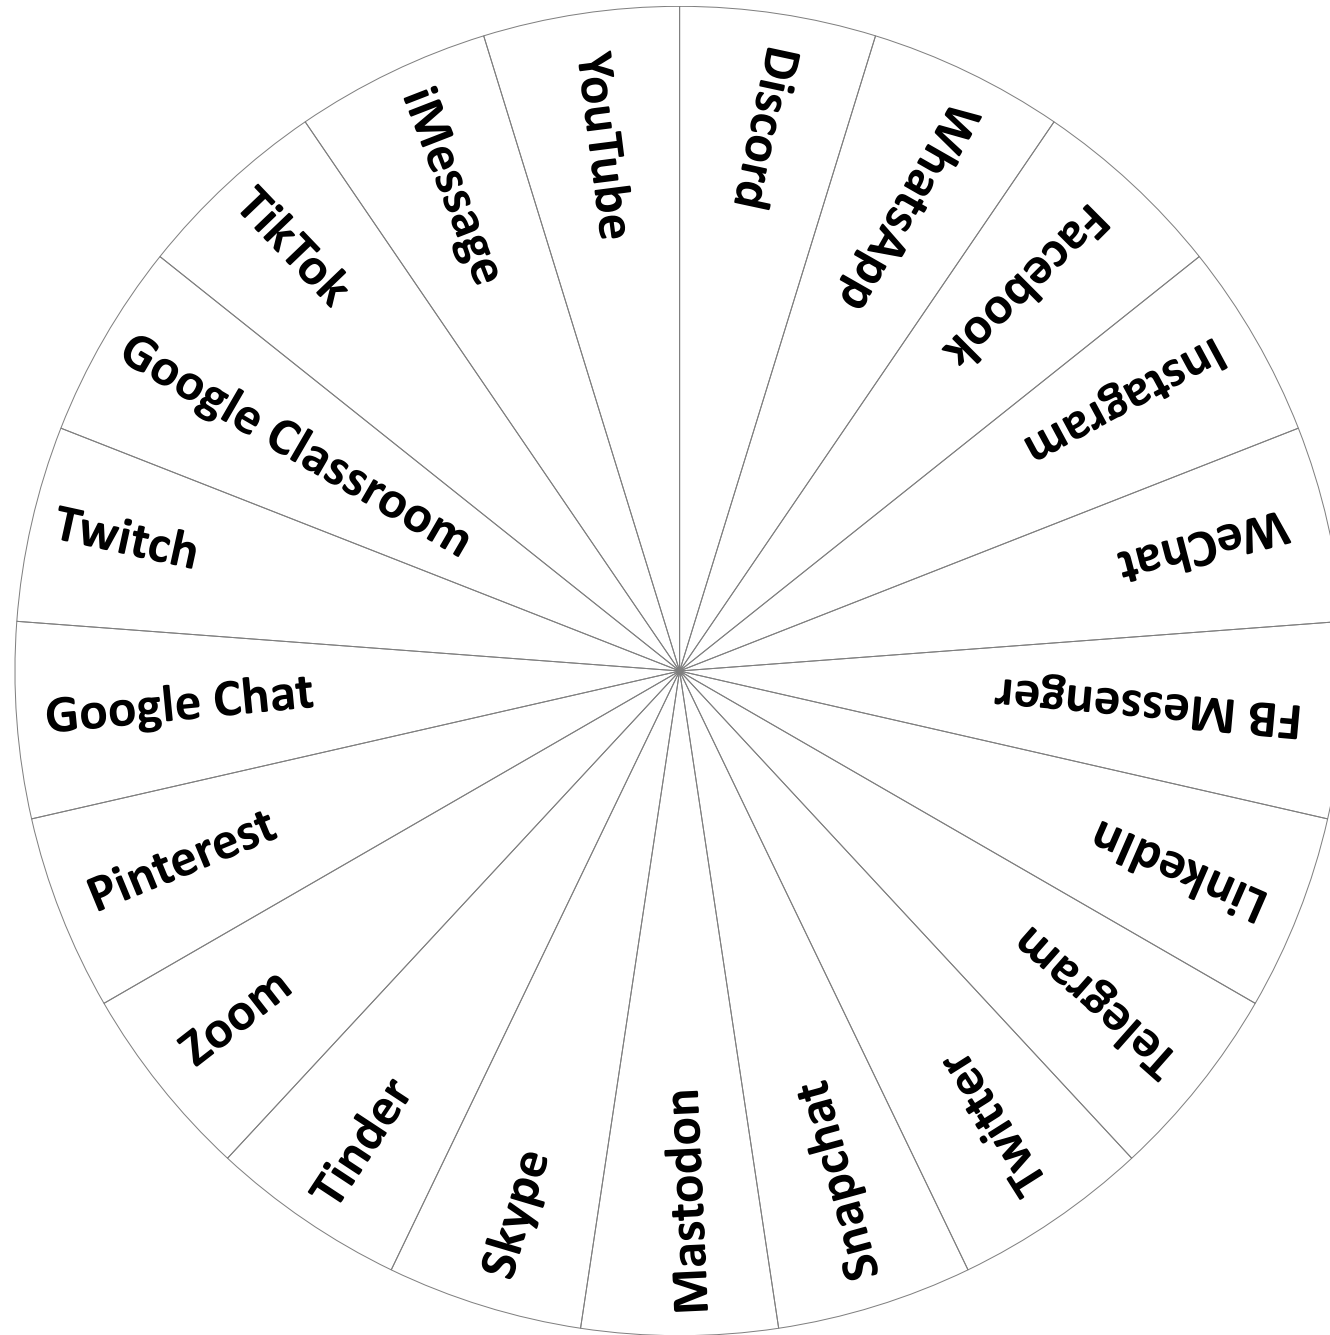 Discord
WhatsApp
Facebook
Instagram
WeChat
FB Messenger
LinkedIn
Telegram
Twitter
Snapchat
Mastodon
Skype
Tinder
Zoom
Pinterest
Google Chat
Twitch
Google Classroom
TikTok
iMessage
YouTube